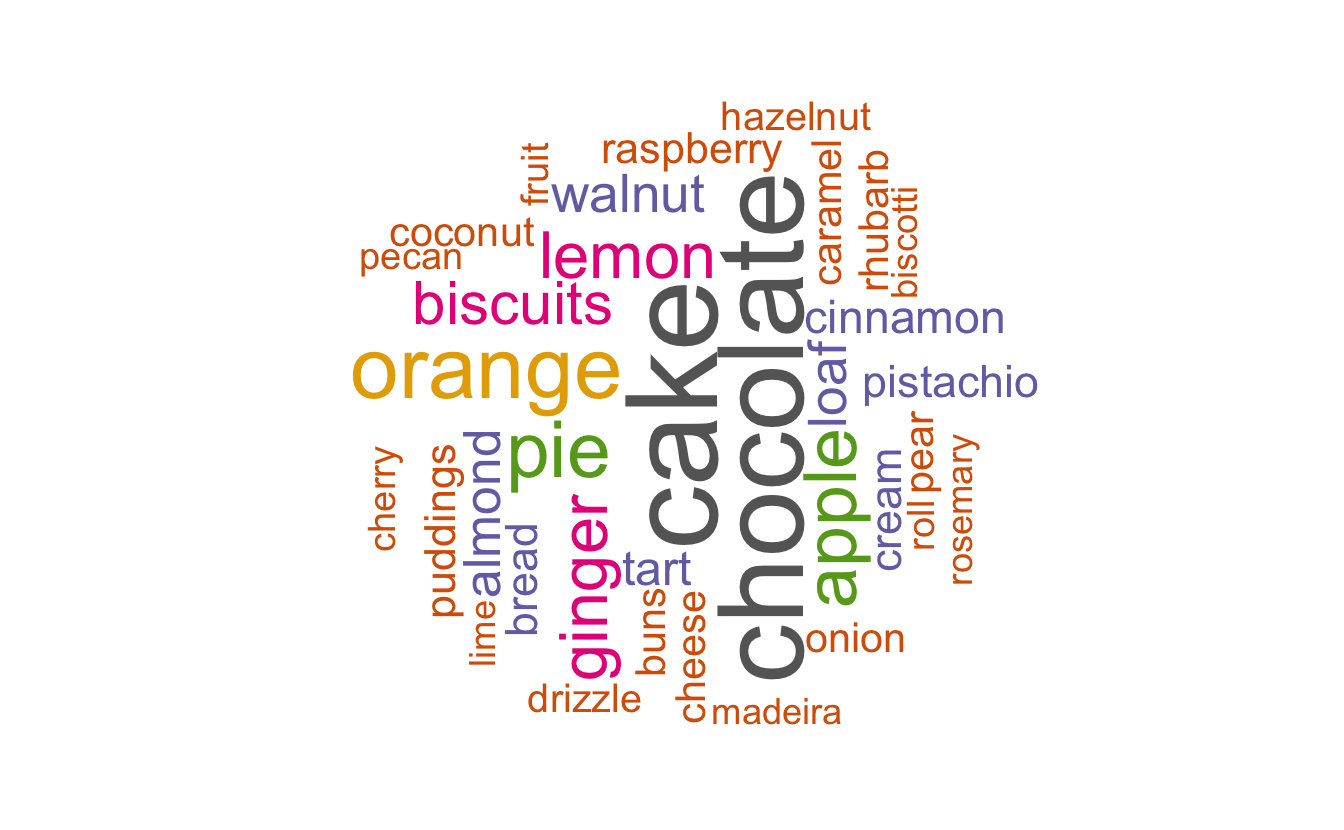 hazelnut
raspberry
fruit
walnut
caramel
rhubarb
biscotti
coconut
pecan
lemon
chocolate
biscuits
cake
cinnamon
orange
loaf
pistachio
pie
apple
pear
cherry
puddings
almond
cream
roll
rosemary
bread
ginger
tart
lime
buns
cheese
onion
drizzle
madeira